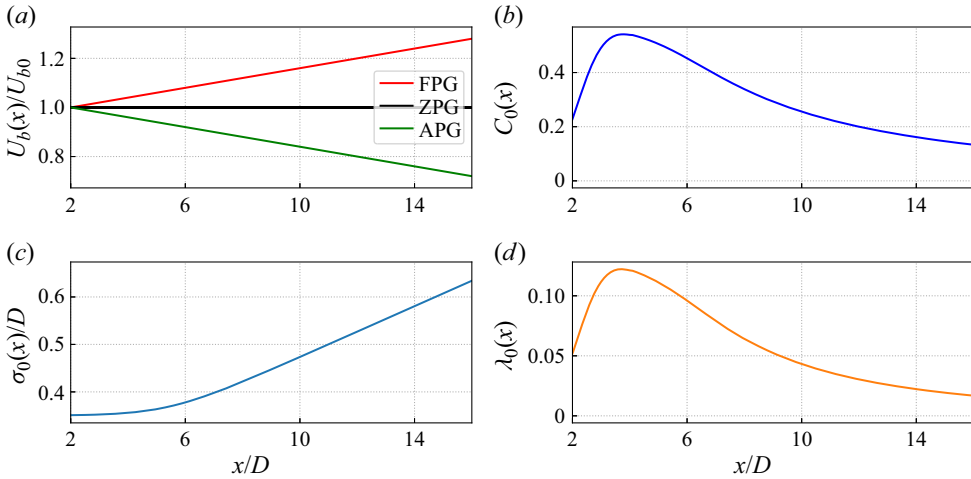 (a)
U_b(x)/U_{b0}
1.2
1.0
0.8
FPG
ZPG
APG
2
6
10
14
(b)
C_0(x)
0.4
0.2
0
2
6
10
14
(c)
σ_0(x)/D
0.6
0.5
0.4
2
6
10
14
x/D
(d)
λ_0(x)
0.10
0.05
0
2
6
10
14
x/D